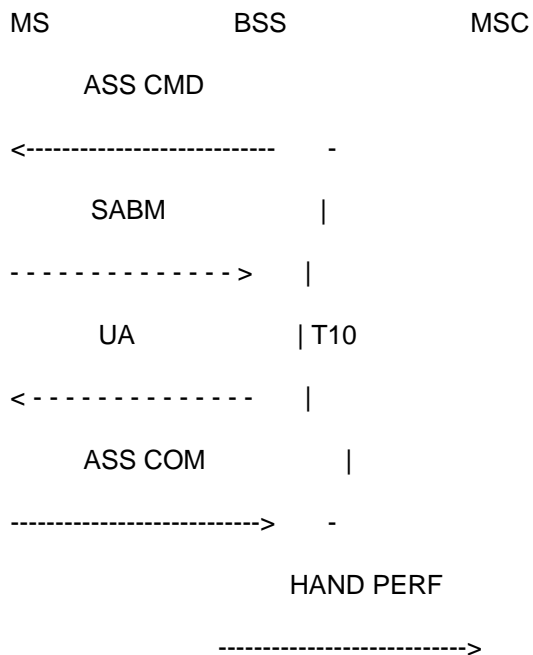 MS BSS MSC
ASS CMD
<---------------------------- -
SABM |
- - - - - - - - - - - - - - > |
UA | T10
< - - - - - - - - - - - - - - |
ASS COM |
----------------------------> -
HAND PERF
---------------------------->